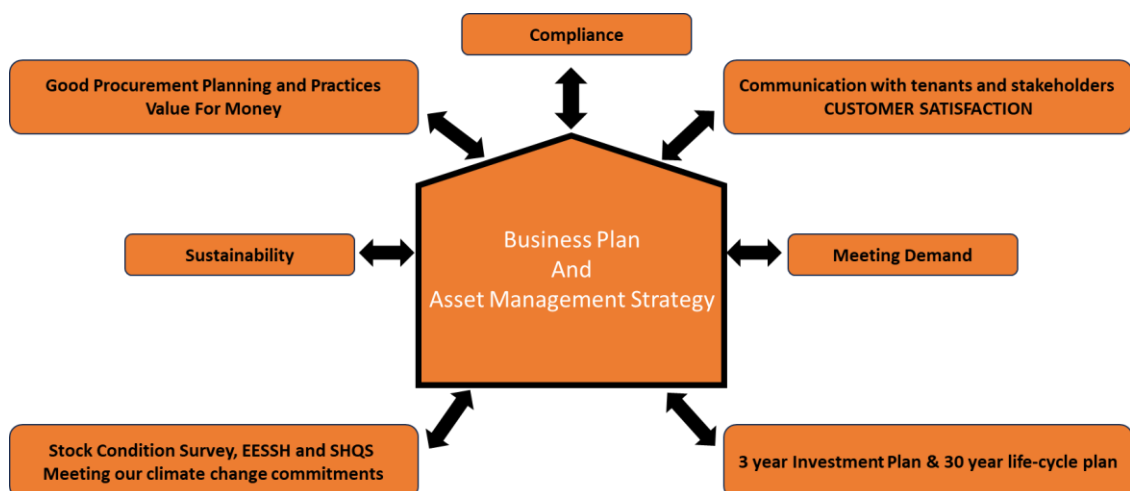 Compliance
Good Procurement Planning and Practices
Value For Money
Communication with tenants and stakeholders
CUSTOMER SATISFACTION
Business Plan
And
Asset Management Strategy
Sustainability
Meeting Demand
Stock Condition Survey, EESSH and SHQS
Meeting our climate change commitments
3 year Investment Plan & 30 year life-cycle plan